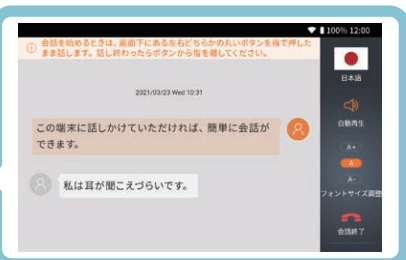 100% 12:00
会話を始めるときは、画面下にある左右どちらかの丸いボタンを指で押した
まま話します。話し終わったらボタンから指を離してください。
日本語
2021/03/23 Wed 10:31
自動再生
この端末に話しかけていただければ、簡単に会話が
できます。
A+
A
A-
私は耳が聞こえづらいです。
フォントサイズ調整
会話終了